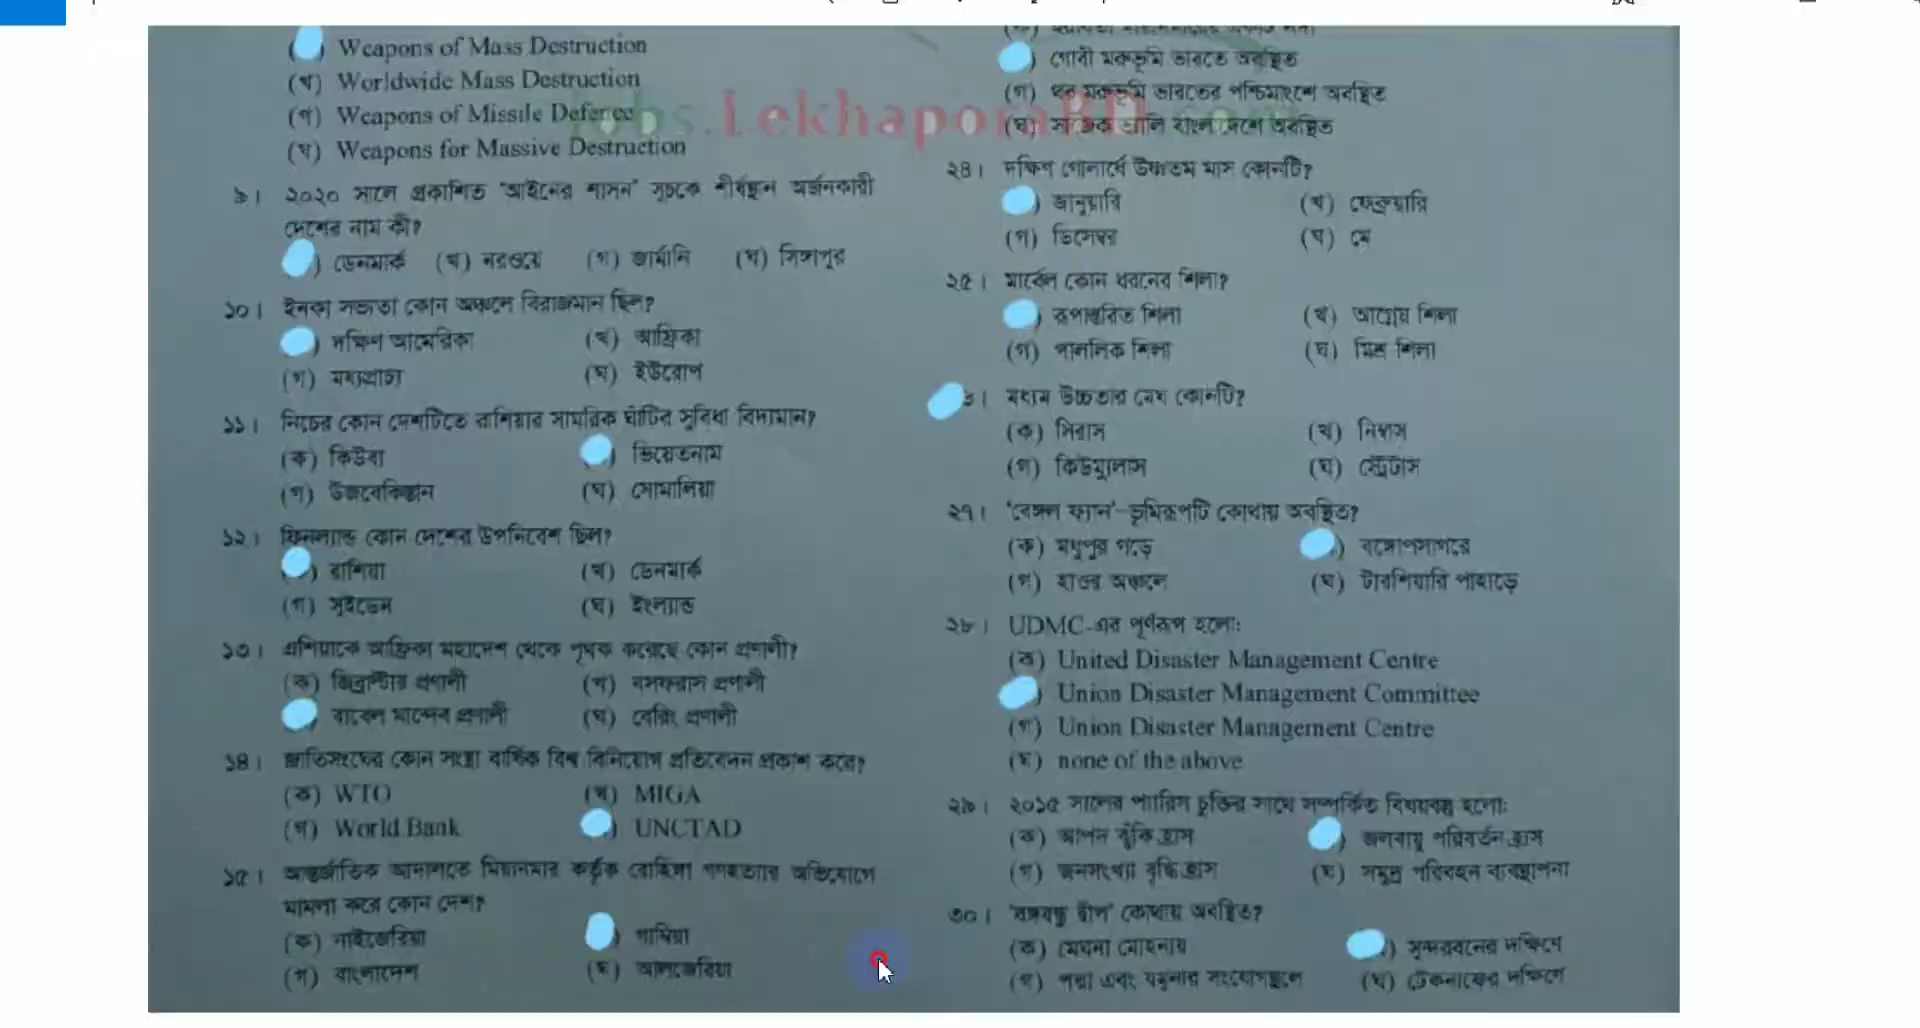 Weapons of Mass Destruction
(খ) Worldwide Mass Destruction
(গ) Weapons of Missile Defence
(ঘ) Weapons for Massive Destruction
৯। ২০২০ সালে প্রকাশিত 'আইনের শাসন' সূচকে শীর্ষস্থান অর্জনকারী
দেশের নাম কী?
) ডেনমার্ক (খ) নরওয়ে (গ) জার্মানি (ঘ) সিঙ্গাপুর
১০। ইনকা সভ্যতা কোন অঞ্চলে বিরাজমান ছিল?
) দক্ষিণ আমেরিকা (খ) আফ্রিকা
(গ) মধ্যপ্রাচ্য (ঘ) ইউরোপ
১১। নিচের কোন দেশটিতে রাশিয়ার সামরিক ঘাঁটির সুবিধা বিদ্যমান?
(ক) কিউবা ) ভিয়েতনাম
(গ) উজবেকিস্তান (ঘ) সোমালিয়া
১২। ফিনল্যান্ড কোন দেশের উপনিবেশ ছিল?
) রাশিয়া (খ) ডেনমার্ক
(গ) সুইডেন (ঘ) ইংল্যান্ড
১৩। এশিয়াকে আফ্রিকা মহাদেশ থেকে পৃথক করেছে কোন প্রণালী?
(ক) জিব্রাল্টার প্রণালী (খ) বসফরাস প্রণালী
বাবেল মান্দেব প্রণালী (ঘ) বেরিং প্রণালী
১৪। জাতিসংঘের কোন সংস্থা বার্ষিক বিশ্ব বিনিয়োগ প্রতিবেদন প্রকাশ করে?
(ক) WTO (খ) MIGA
(গ) World Bank ) UNCTAD
১৫। আন্তর্জাতিক আদালতে মিয়ানমার কর্তৃক রোহিঙ্গা গণহত্যার অভিযোগে
মামলা করে কোন দেশ?
(ক) নাইজেরিয়া ) গাম্বিয়া
(গ) বাংলাদেশ (ঘ) আলজেরিয়া
) গোবী মরুভূমি ভারতে অবস্থিত
(গ) থর মরুভূমি ভারতের পশ্চিমাংশে অবস্থিত
(ঘ) সাজেক ভ্যালি বাংলাদেশে অবস্থিত
jobs.LekhaporaBD.com
২৪। দক্ষিণ গোলার্ধে উষ্ণতম মাস কোনটি?
) জানুয়ারি (খ) ফেব্রুয়ারি
(গ) ডিসেম্বর (ঘ) মে
২৫। মার্বেল কোন ধরনের শিলা?
) রূপান্তরিত শিলা (খ) আগ্নেয় শিলা
(গ) পাললিক শিলা (ঘ) মিশ্র শিলা
৬। মধ্যম উচ্চতার মেঘ কোনটি?
(ক) সিরাস (খ) নিম্বাস
(গ) কিউম্যুলাস (ঘ) স্ট্রেটাস
২৭। 'বেঙ্গল ফ্যান'-ভূমিরূপটি কোথায় অবস্থিত?
(ক) মধুপুর গড়ে ) বঙ্গোপসাগরে
(গ) হাওর অঞ্চলে (ঘ) টারশিয়ারি পাহাড়ে
২৮। UDMC-এর পূর্ণরূপ হলো:
(ক) United Disaster Management Centre
) Union Disaster Management Committee
(গ) Union Disaster Management Centre
(ঘ) none of the above
২৯। ২০১৫ সালের প্যারিস চুক্তির সাথে সম্পর্কিত বিষয়বস্তু হলো:
(ক) আপদ ঝুঁকি হ্রাস ) জলবায়ু পরিবর্তন হ্রাস
(গ) জনসংখ্যা বৃদ্ধি হ্রাস (ঘ) সমুদ্র পরিবহন ব্যবস্থাপনা
৩০। 'বঙ্গবন্ধু দ্বীপ' কোথায় অবস্থিত?
(ক) মেঘনা মোহনায় ) সুন্দরবনের দক্ষিণে
(গ) পদ্মা এবং যমুনার সংযোগস্থলে (ঘ) টেকনাফের দক্ষিণে